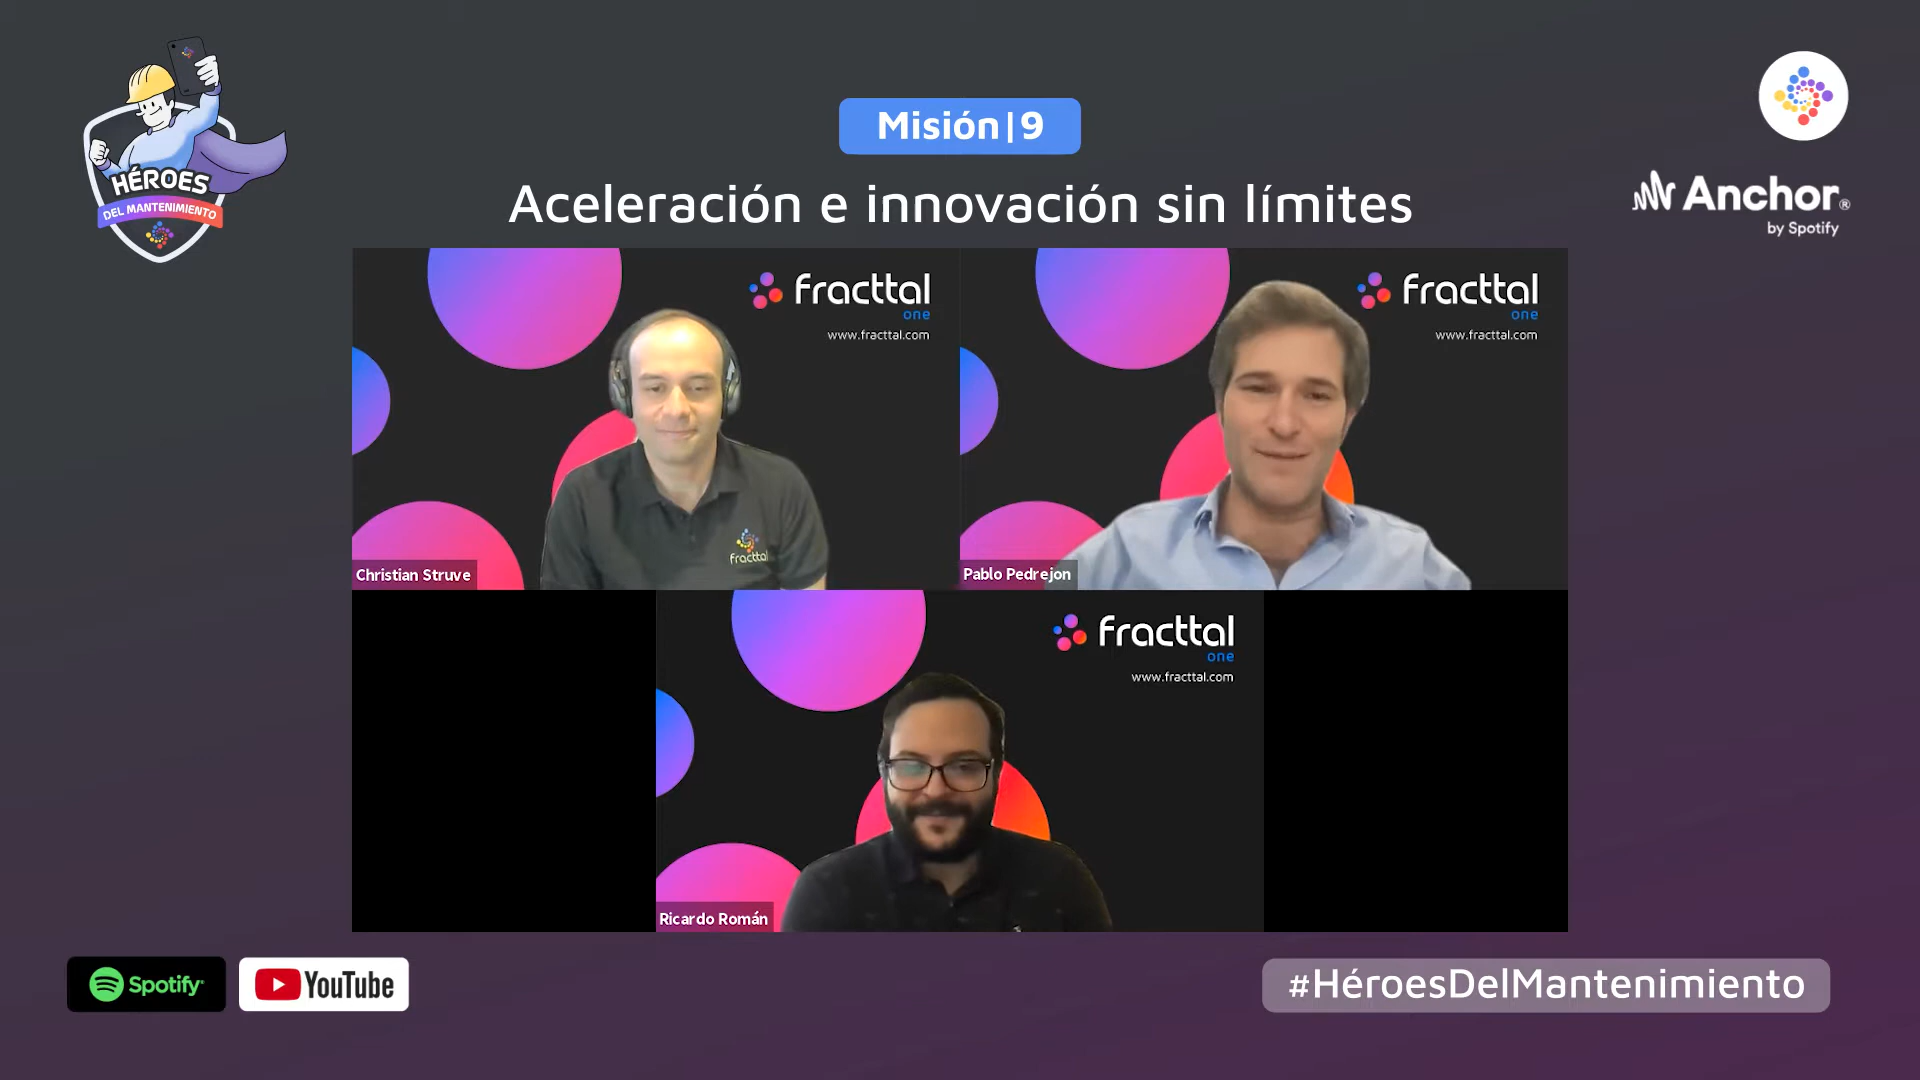 Misión|9
Aceleración e innovación sin límites
HÉROES
DEL MANTENIMIENTO
Anchor®
by Spotify
fracttal
one
www.fracttal.com
fracttal
Christian Struve
fracttal
one
www.fracttal.com
Pablo Pedrejon
fracttal
one
www.fracttal.com
Ricardo Román
Spotify
YouTube
#HéroesDelMantenimiento